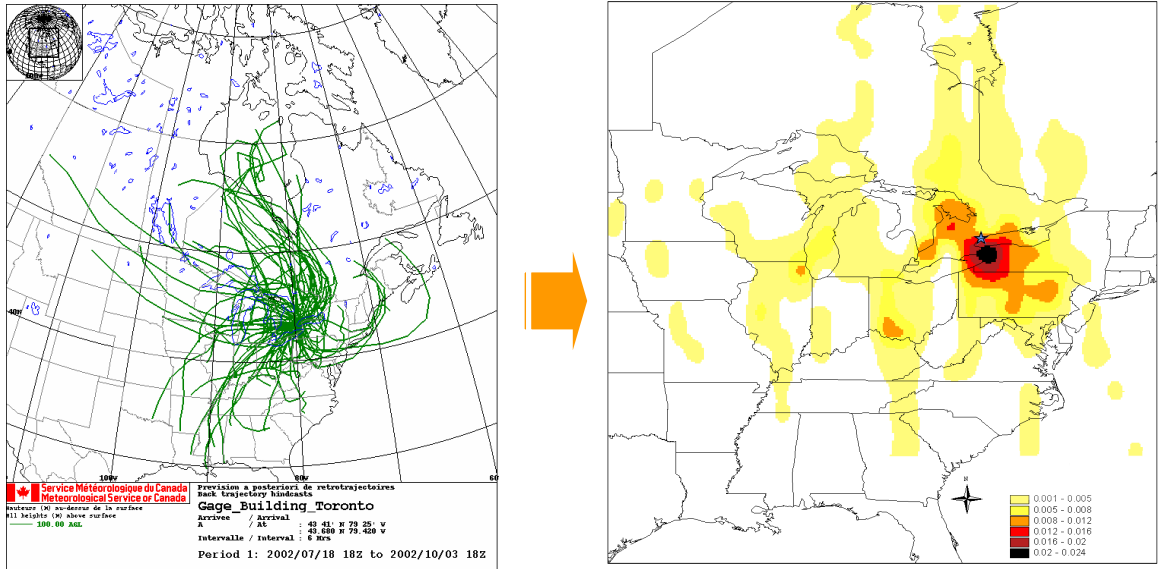 40N
100W
80W
60
Service Météorologique du Canada
Meteorological Service of Canada
Hauteurs (M) au-dessus de la surface
All heights (M) above surface
100.00 AGL
Prevision a posteriori de retrotrajectoires
Back trajectory hindcasts
Gage_Building_Toronto
Arrivee / Arrival
A / At : 43 41' N 79 25' W
: 43.680 N 79.420 W
Intervalle / Interval : 6 Hrs
Period 1: 2002/07/18 18Z to 2002/10/03 18Z
0.001 - 0.005
0.005 - 0.008
0.008 - 0.012
0.012 - 0.016
0.016 - 0.02
0.02 - 0.024